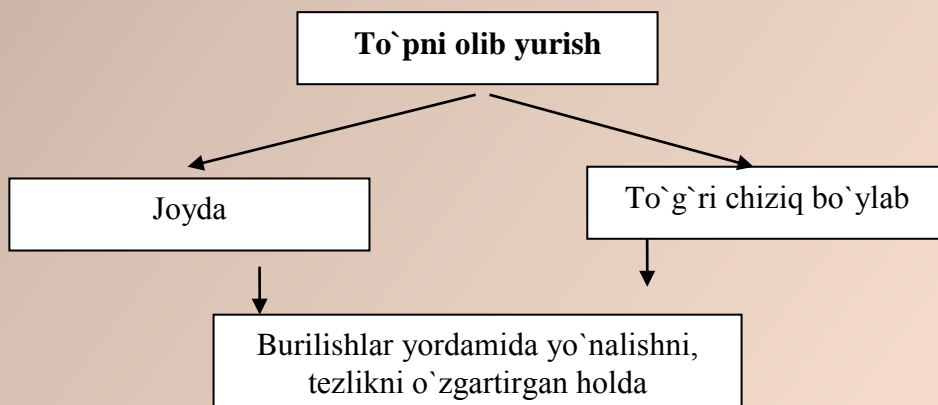 To`pni olib yurish
Joyda
To`g`ri chiziq bo`ylab
Burilishlar yordamida yo`nalishni,
tezlikni o`zgartirgan holda